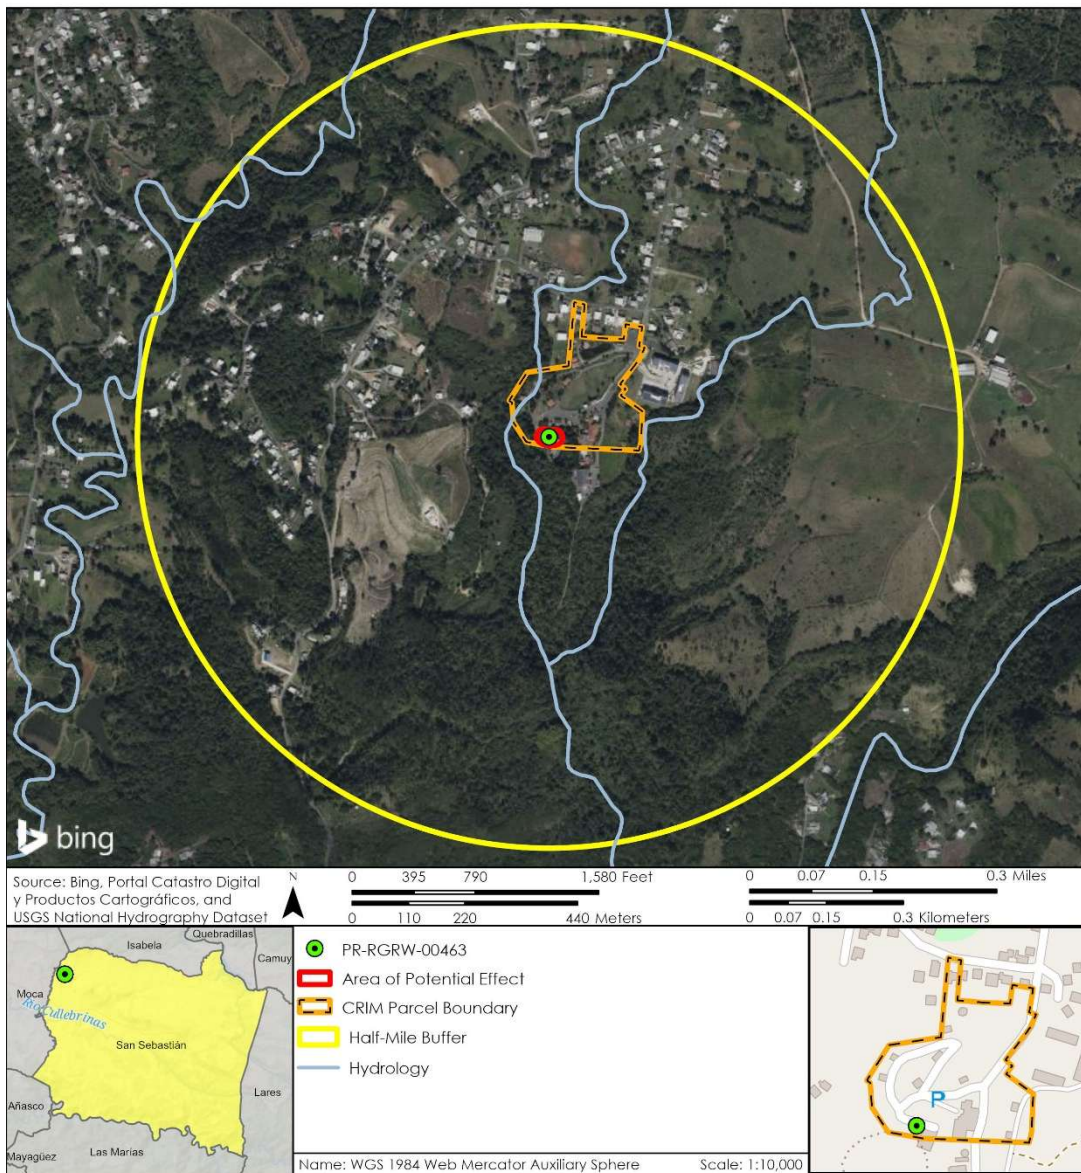 bing
Source: Bing, Portal Catastro Digital
y Productos Cartográficos, and
USGS National Hydrography Dataset
N
0 395 790 1,580 Feet
0 110 220 440 Meters
0 0.07 0.15 0.3 Miles
0 0.07 0.15 0.3 Kilometers
Quebradillas
Isabela
Camuy
Moca
Río Cullebrinas
San Sebastián
Lares
Añasco
Las Marías
Mayagüez
PR-RGRW-00463
Area of Potential Effect
CRIM Parcel Boundary
Half-Mile Buffer
Hydrology
Name: WGS 1984 Web Mercator Auxiliary Sphere Scale: 1:10,000
P